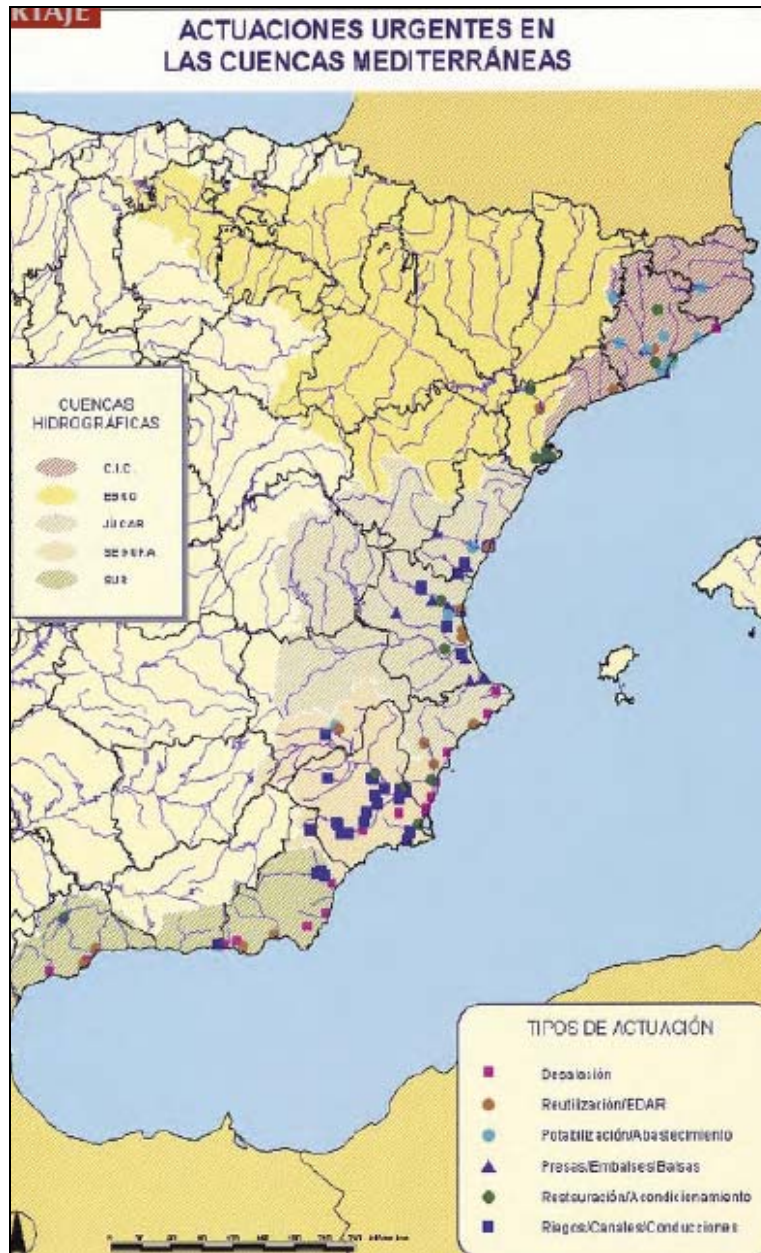 RTAJE
ACTUACIONES URGENTES EN
LAS CUENCAS MEDITERRÁNEAS
CUENCAS
HIDROGRÁFICAS
C.I.C.
EBRO
JÚCAR
SEGURA
SUR
TIPOS DE ACTUACIÓN
Desalación
Reutilización/EDAR
Potabilización/Abastecimiento
Presas/Embalses/Balsas
Restauración/Acondicionamiento
Riegos/Canales/Conducciones